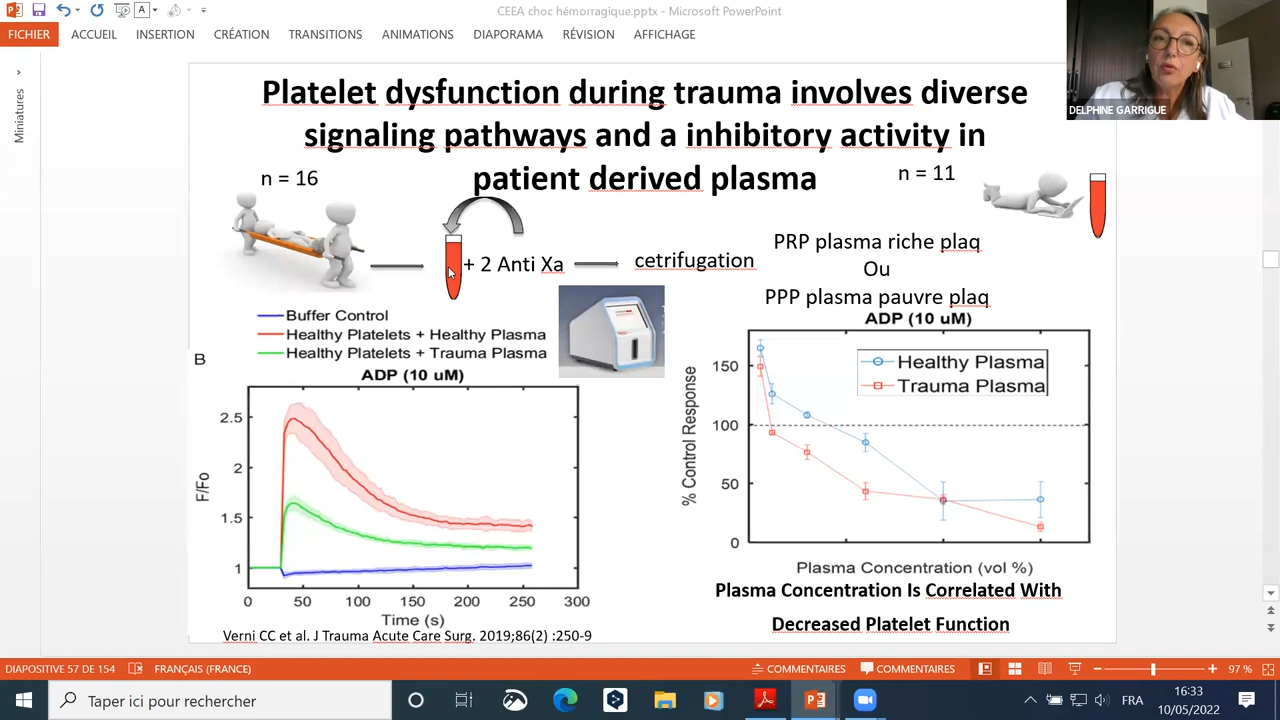 CEEA choc hémorragique.pptx - Microsoft PowerPoint
FICHIER ACCUEIL INSERTION CRÉATION TRANSITIONS ANIMATIONS DIAPORAMA RÉVISION AFFICHAGE
DELPHINE GARRIGUE
Miniatures
Platelet dysfunction during trauma involves diverse
signaling pathways and a inhibitory activity in
patient derived plasma
n = 16
n = 11
+ 2 Anti Xa
cetrifugation
PRP plasma riche plaq
Ou
PPP plasma pauvre plaq
Buffer Control
Healthy Platelets + Healthy Plasma
Healthy Platelets + Trauma Plasma
B
ADP (10 uM)
F/Fo
2.5
2
1.5
1
0 50 100 150 200 250 300
Time (s)
Verni CC et al. J Trauma Acute Care Surg. 2019;86(2) :250-9
ADP (10 uM)
Healthy Plasma
Trauma Plasma
% Control Response
150
100
50
0
Plasma Concentration (vol %)
Plasma Concentration Is Correlated With
Decreased Platelet Function
DIAPOSITIVE 57 DE 154 FRANÇAIS (FRANCE) COMMENTAIRES COMMENTAIRES 97 %
Taper ici pour rechercher
FRA
16:33
10/05/2022